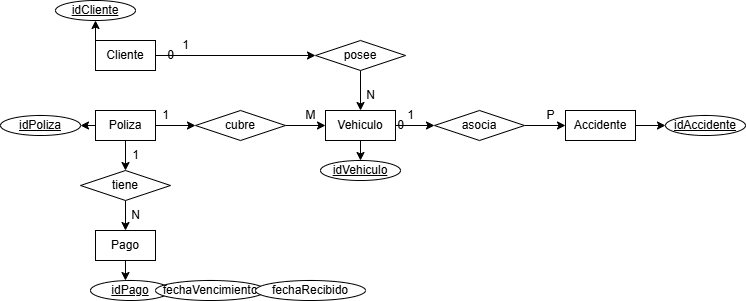 idCliente
Cliente
0
1
posee
N
idPoliza
Poliza
1
cubre
M
Vehiculo
0
1
asocia
P
Accidente
idAccidente
1
idVehiculo
tiene
N
Pago
idPago
fechaVencimiento
fechaRecibido